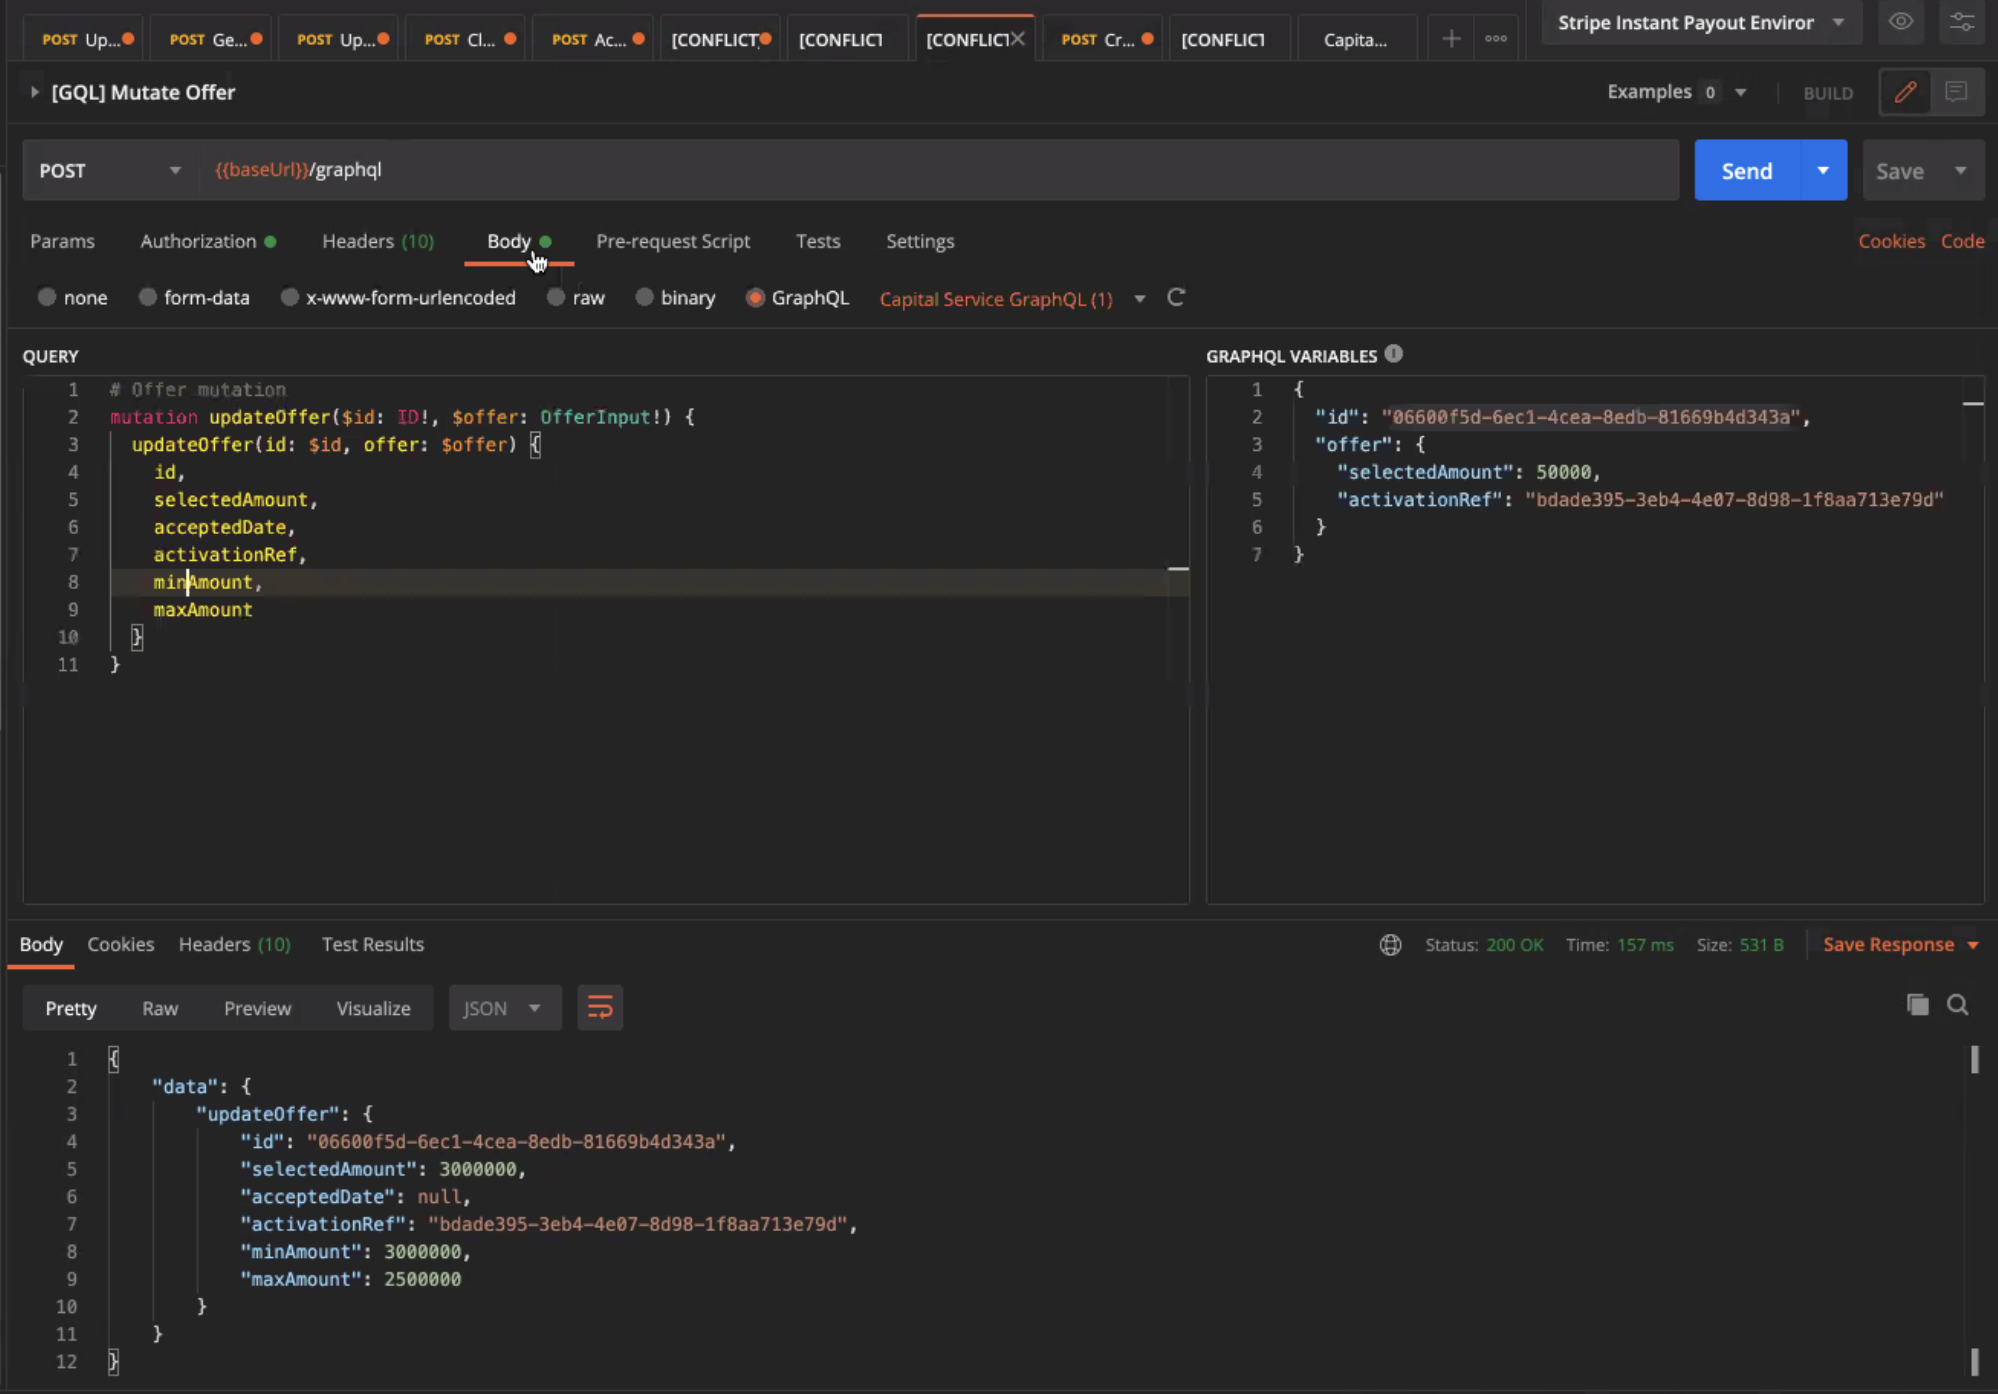 POST Up... POST Ge... POST Up... POST Cl... POST Ac... [CONFLICT [CONFLICT [CONFLICT POST Cr... [CONFLICT Capita... Stripe Instant Payout Environ
[GQL] Mutate Offer Examples 0 BUILD
POST {{baseUrl}}/graphql Send Save
Params Authorization Headers (10) Body Pre-request Script Tests Settings Cookies Code
none form-data x-www-form-urlencoded raw binary GraphQL Capital Service GraphQL (1)
QUERY
1 # Offer mutation
2 mutation updateOffer($id: ID!, $offer: OfferInput!) {
3 updateOffer(id: $id, offer: $offer) {
4 id,
5 selectedAmount,
6 acceptedDate,
7 activationRef,
8 minAmount,
9 maxAmount
10 }
11 }
GRAPHQL VARIABLES
1 {
2 "id": "06600f5d-6ec1-4cea-8edb-81669b4d343a",
3 "offer": {
4 "selectedAmount": 50000,
5 "activationRef": "bdade395-3eb4-4e07-8d98-1f8aa713e79d"
6 }
7 }
Body Cookies Headers (10) Test Results Status: 200 OK Time: 157 ms Size: 531 B Save Response
Pretty Raw Preview Visualize JSON
1 {
2 "data": {
3 "updateOffer": {
4 "id": "06600f5d-6ec1-4cea-8edb-81669b4d343a",
5 "selectedAmount": 3000000,
6 "acceptedDate": null,
7 "activationRef": "bdade395-3eb4-4e07-8d98-1f8aa713e79d",
8 "minAmount": 3000000,
9 "maxAmount": 2500000
10 }
11 }
12 }